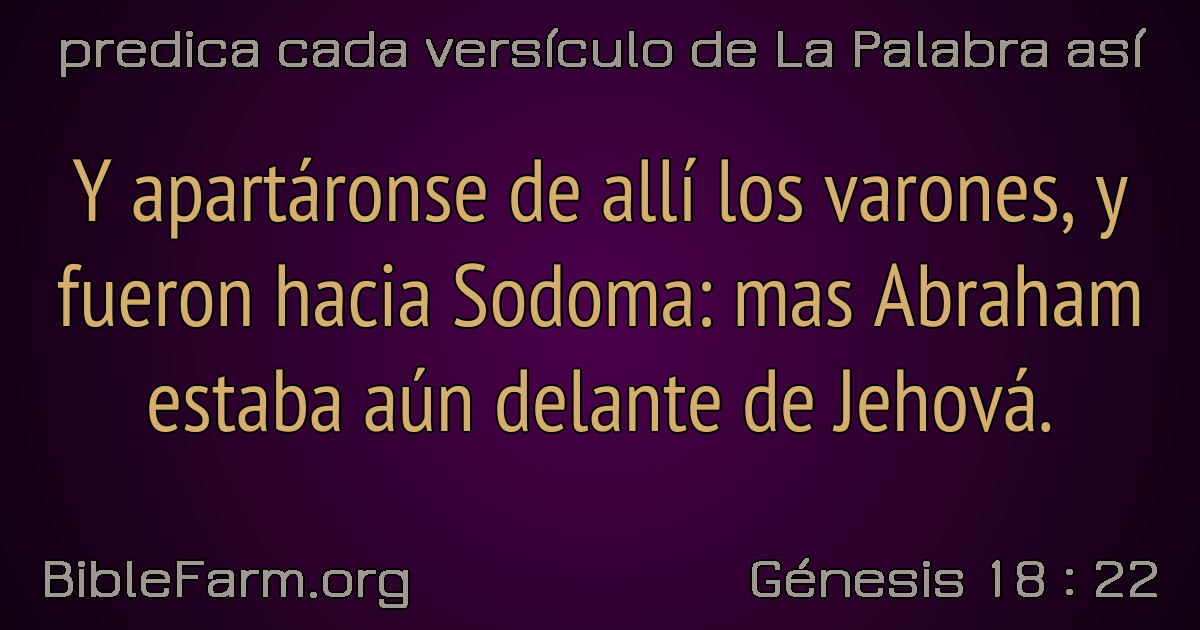 predica cada versículo de La Palabra así
Y apartáronse de allí los varones, y
fueron hacia Sodoma: mas Abraham
estaba aún delante de Jehová.
BibleFarm.org
Génesis 18 : 22